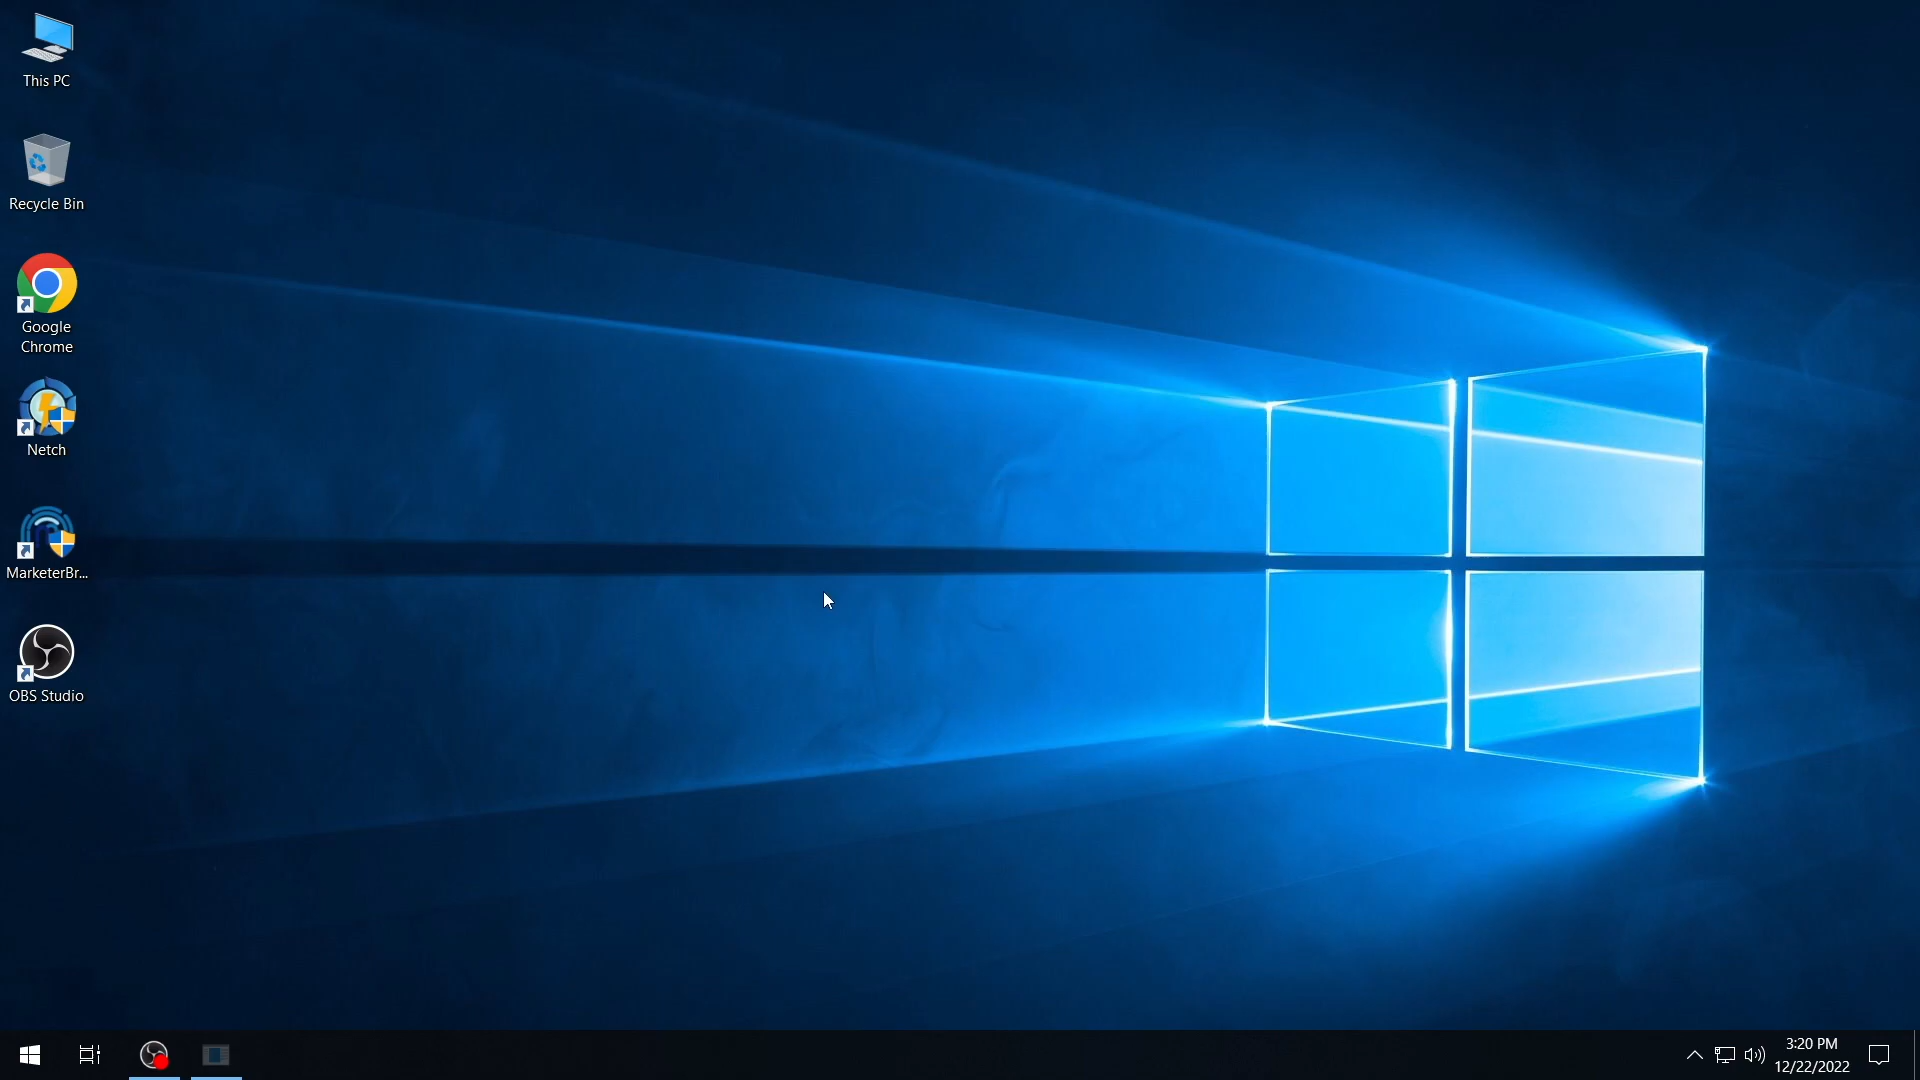 This PC
Recycle Bin
Google
Chrome
Netch
MarketerBr...
OBS Studio
3:20 PM
12/22/2022